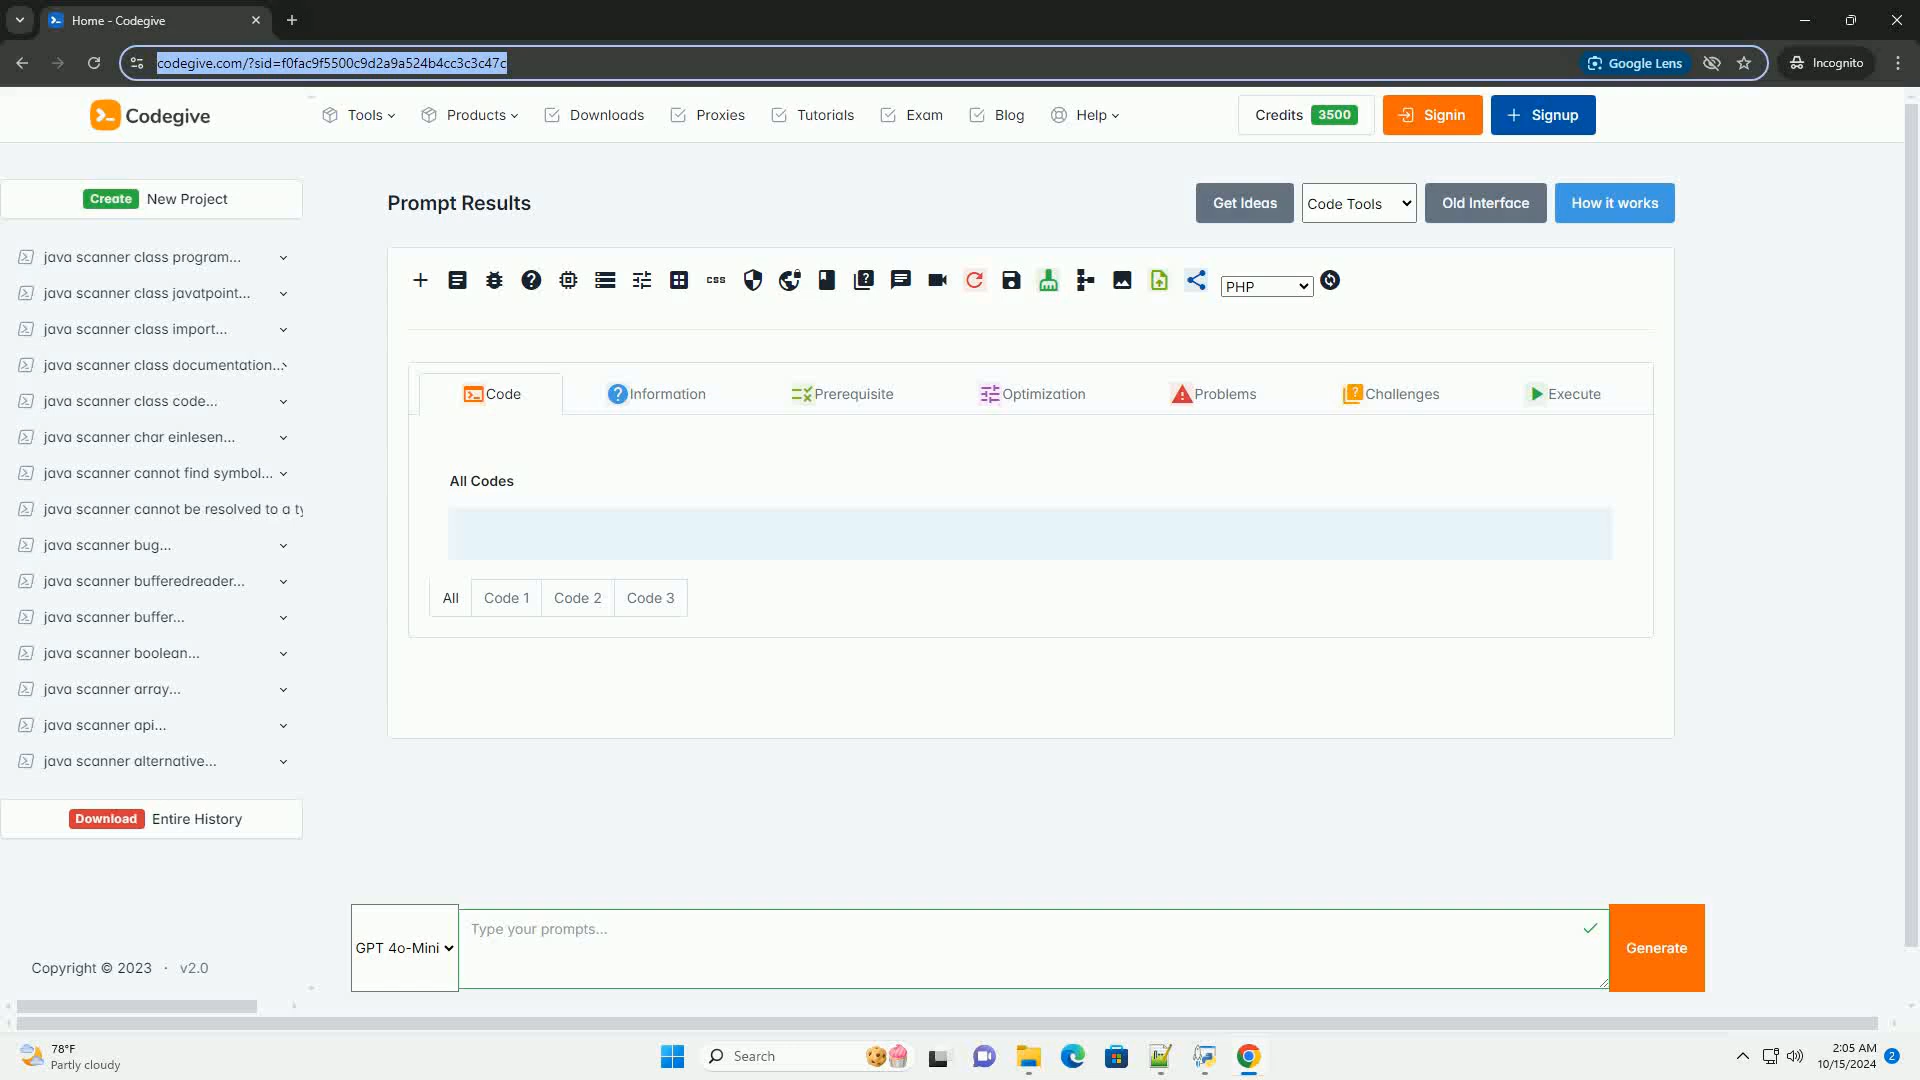 Home - Codegive
codegive.com/?sid=f0fac9f5500c9d2a9a524b4cc3c3c47c
Google Lens
Incognito
Codegive
Tools
Products
Downloads
Proxies
Tutorials
Exam
Blog
Help
Credits 3500
Signin
Signup
Create New Project
java scanner class program...
java scanner class javatpoint...
java scanner class import...
java scanner class documentation...
java scanner class code...
java scanner char einlesen...
java scanner cannot find symbol...
java scanner cannot be resolved to a ty
java scanner bug...
java scanner bufferedreader...
java scanner buffer...
java scanner boolean...
java scanner array...
java scanner api...
java scanner alternative...
Download Entire History
Copyright © 2023 · v2.0
Prompt Results
Get Ideas
Code Tools
Old Interface
How it works
CSS
PHP
Code
Information
Prerequisite
Optimization
Problems
Challenges
Execute
All Codes
All
Code 1
Code 2
Code 3
GPT 4o-Mini
Type your prompts...
Generate
78°F
Partly cloudy
Search
2:05 AM
10/15/2024
2